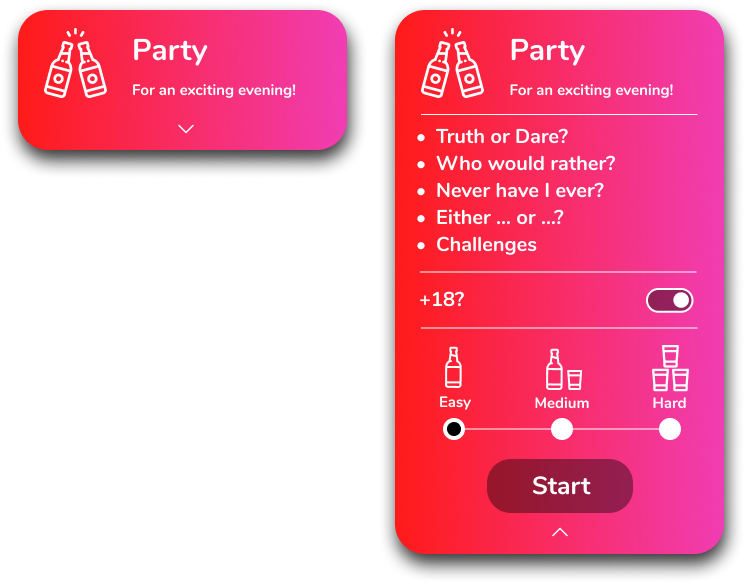 Party
For an exciting evening!
Party
For an exciting evening!
• Truth or Dare?
• Who would rather?
• Never have I ever?
• Either ... or ...?
• Challenges
+18?
Easy Medium Hard
Start